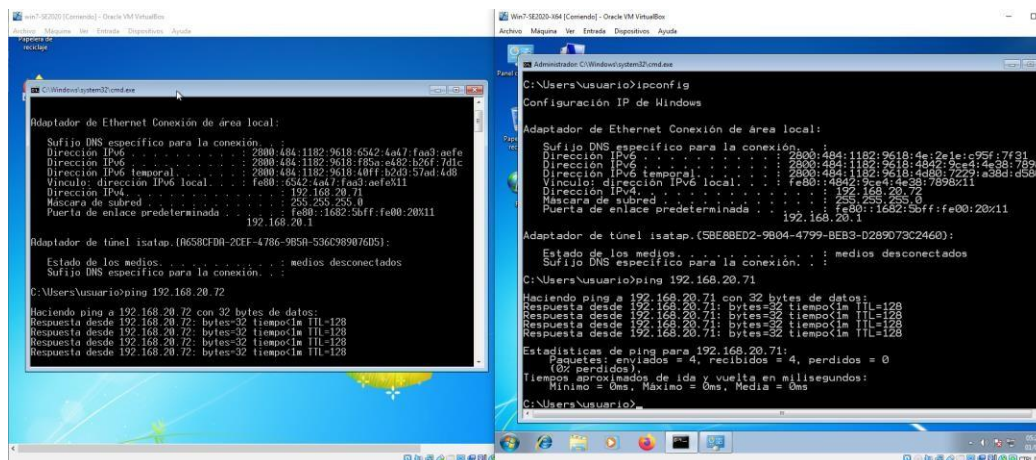 win7-SE2020 [Corriendo] - Oracle VM VirtualBox
Archivo Máquina Ver Entrada Dispositivos Ayuda
Papelera de
reciclaje
C:\Windows\system32\cmd.exe
Adaptador de Ethernet Conexión de área local:
Sufijo DNS específico para la conexión. . :
Dirección IPv6 . . . . . . . . . . : 2800:484:1182:9618:6542:4a47:faa3:aefe
Dirección IPv6 . . . . . . . . . . : 2800:484:1182:9618:f85a:e482:b26f:7d1c
Dirección IPv6 temporal. . . . . . : 2800:484:1182:9618:40ff:b2d3:57ad:4d8
Vínculo: dirección IPv6 local. . . : fe80::6542:4a47:faa3:aefe%11
Dirección IPv4. . . . . . . . . . . : 192.168.20.71
Máscara de subred . . . . . . . . . : 255.255.255.0
Puerta de enlace predeterminada . . : fe80::1682:5bff:fe00:20%11
192.168.20.1
Adaptador de túnel isatap.{A658CFDA-2CEF-4786-9B5A-536C989076D5}:
Estado de los medios. . . . . . . . : medios desconectados
Sufijo DNS específico para la conexión. . :
C:\Users\usuario>ping 192.168.20.72
Haciendo ping a 192.168.20.72 con 32 bytes de datos:
Respuesta desde 192.168.20.72: bytes=32 tiempo<1m TTL=128
Respuesta desde 192.168.20.72: bytes=32 tiempo<1m TTL=128
Respuesta desde 192.168.20.72: bytes=32 tiempo<1m TTL=128
Respuesta desde 192.168.20.72: bytes=32 tiempo<1m TTL=128
Win7-SE2020-X64 [Corriendo] - Oracle VM VirtualBox
Archivo Máquina Ver Entrada Dispositivos Ayuda
Administrador: C:\Windows\system32\cmd.exe
C:\Users\usuario>ipconfig
Configuración IP de Windows
Adaptador de Ethernet Conexión de área local:
Sufijo DNS específico para la conexión. . :
Dirección IPv6 . . . . . . . . . . : 2800:484:1182:9618:4e:2e1e:c95f:7f31
Dirección IPv6 . . . . . . . . . . : 2800:484:1182:9618:4842:9ce4:4e38:789
Dirección IPv6 temporal. . . . . . : 2800:484:1182:9618:4d80:7229:a38d:d58
Vínculo: dirección IPv6 local. . . : fe80::4842:9ce4:4e38:7898%11
Dirección IPv4. . . . . . . . . . . : 192.168.20.72
Máscara de subred . . . . . . . . . : 255.255.255.0
Puerta de enlace predeterminada . . : fe80::1682:5bff:fe00:20%11
192.168.20.1
Adaptador de túnel isatap.{5BE8BED2-9B04-4799-BEB3-D289D73C2460}:
Estado de los medios. . . . . . . . : medios desconectados
Sufijo DNS específico para la conexión. . :
C:\Users\usuario>ping 192.168.20.71
Haciendo ping a 192.168.20.71 con 32 bytes de datos:
Respuesta desde 192.168.20.71: bytes=32 tiempo<1m TTL=128
Respuesta desde 192.168.20.71: bytes=32 tiempo<1m TTL=128
Respuesta desde 192.168.20.71: bytes=32 tiempo<1m TTL=128
Respuesta desde 192.168.20.71: bytes=32 tiempo<1m TTL=128
Estadísticas de ping para 192.168.20.71:
Paquetes: enviados = 4, recibidos = 4, perdidos = 0
(0% perdidos),
Tiempos aproximados de ida y vuelta en milisegundos:
Mínimo = 0ms, Máximo = 0ms, Media = 0ms
C:\Users\usuario>_